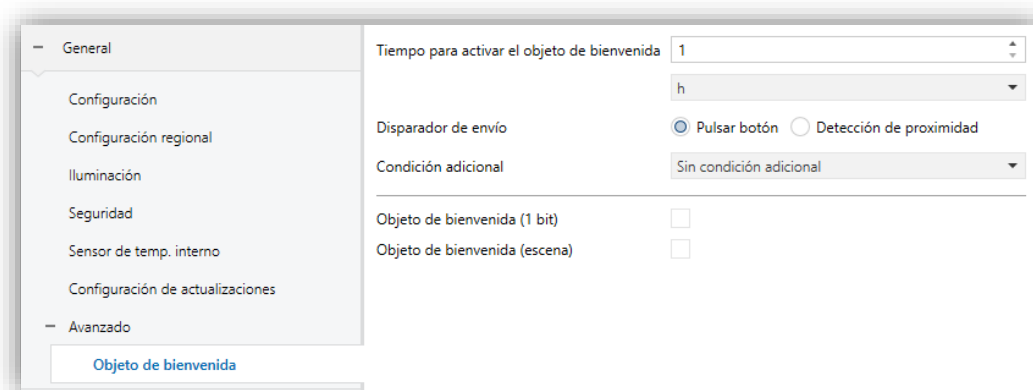 General
Configuración
Configuración regional
Iluminación
Seguridad
Sensor de temp. interno
Configuración de actualizaciones
Avanzado
Objeto de bienvenida
Tiempo para activar el objeto de bienvenida 1
h
Disparador de envío Pulsar botón Detección de proximidad
Condición adicional Sin condición adicional
Objeto de bienvenida (1 bit)
Objeto de bienvenida (escena)